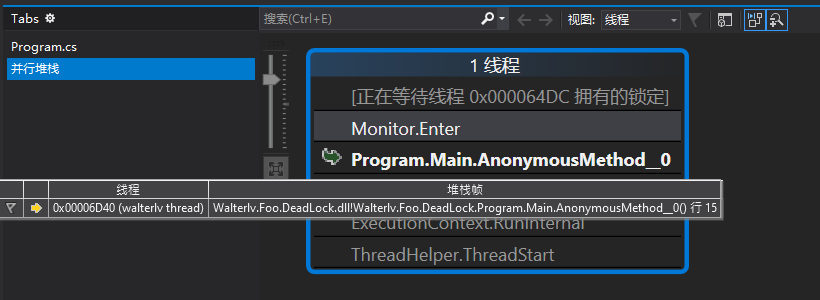 Tabs
Program.cs
并行堆栈
搜索(Ctrl+E)
视图: 线程
1 线程
[正在等待线程 0x000064DC 拥有的锁定]
Monitor.Enter
Program.Main.AnonymousMethod__0
线程 堆栈帧
0x00006D40 (walterlv thread) Walterlv.Foo.DeadLock.dll!Walterlv.Foo.DeadLock.Program.Main.AnonymousMethod__0() 行 15
ExecutionContext.RunInternal
ThreadHelper.ThreadStart